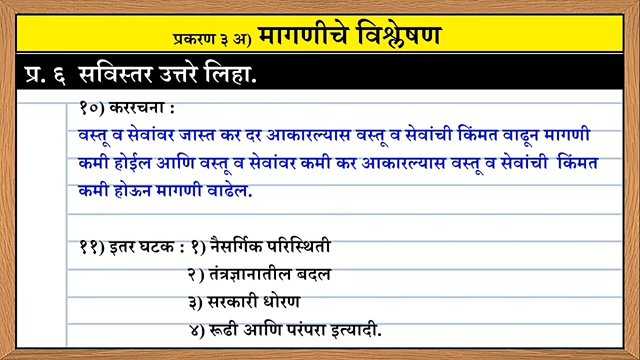 प्रकरण ३ अ) मागणीचे विश्लेषण
प्र. ६ सविस्तर उत्तरे लिहा.
१०) कररचना :
वस्तू व सेवांवर जास्त कर दर आकारल्यास वस्तू व सेवांची किंमत वाढून मागणी
कमी होईल आणि वस्तू व सेवांवर कमी कर आकारल्यास वस्तू व सेवांची किंमत
कमी होऊन मागणी वाढेल.
११) इतर घटक : १) नैसर्गिक परिस्थिती
२) तंत्रज्ञानातील बदल
३) सरकारी धोरण
४) रूढी आणि परंपरा इत्यादी.